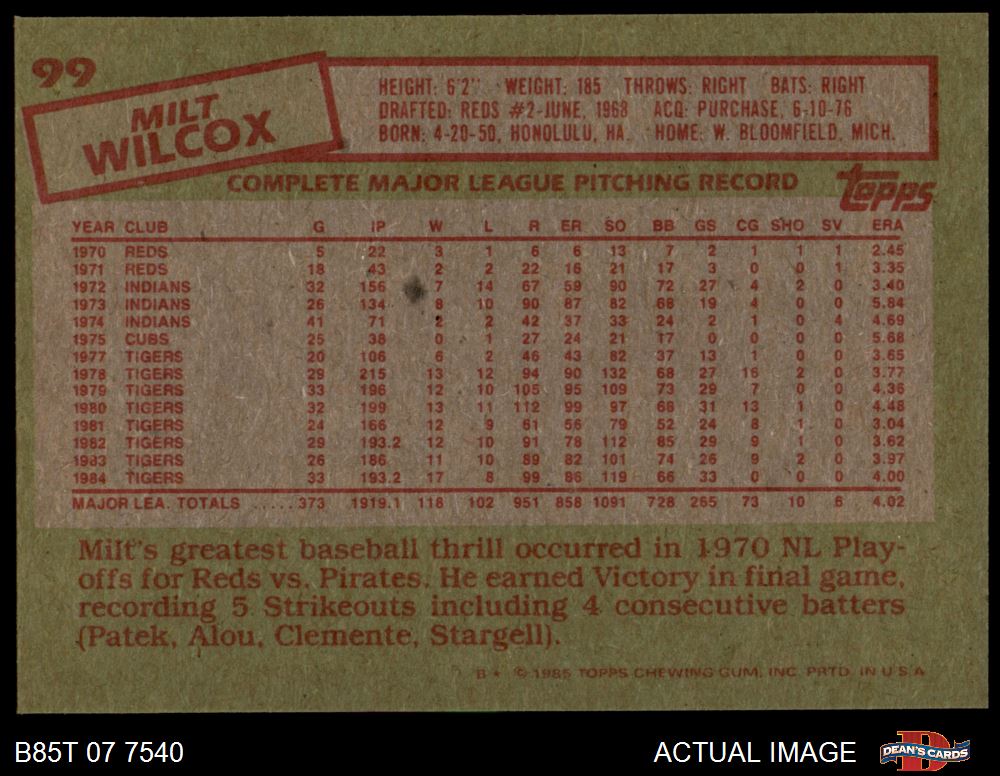 99
MILT
WILCOX
HEIGHT: 6'2" WEIGHT: 185 THROWS: RIGHT BATS: RIGHT
DRAFTED: REDS #2-JUNE, 1968 ACQ: PURCHASE, 6-10-76
BORN: 4-20-50, HONOLULU, HA. HOME: W. BLOOMFIELD, MICH.
COMPLETE MAJOR LEAGUE PITCHING RECORD
topps
YEAR CLUB G IP W L R ER SO BB GS CG SHO SV ERA
1970 REDS 5 22 3 1 6 6 13 7 2 1 1 1 2.45
1971 REDS 18 43 2 2 22 16 21 17 3 0 0 1 3.35
1972 INDIANS 32 156 7 14 67 59 90 72 27 4 2 0 3.40
1973 INDIANS 26 134 8 10 90 87 82 68 19 4 0 0 5.84
1974 INDIANS 41 71 2 2 42 37 33 24 2 1 0 4 4.69
1975 CUBS 25 38 0 1 27 24 21 17 0 0 0 0 5.68
1977 TIGERS 20 106 6 2 46 43 82 37 13 1 0 0 3.65
1978 TIGERS 29 215 13 12 94 90 132 68 27 16 2 0 3.77
1979 TIGERS 33 196 12 10 105 95 109 73 29 7 0 0 4.36
1980 TIGERS 32 199 13 11 112 99 97 68 31 13 1 0 4.48
1981 TIGERS 24 166 12 9 61 56 79 52 24 8 1 0 3.04
1982 TIGERS 29 193.2 12 10 91 78 112 85 29 9 1 0 3.62
1983 TIGERS 26 186 11 10 89 82 101 74 26 9 2 0 3.97
1984 TIGERS 33 193.2 17 8 99 86 119 66 33 0 0 0 4.00
MAJOR LEA. TOTALS ..... 373 1919.1 118 102 951 858 1091 728 265 73 10 6 4.02
Milt's greatest baseball thrill occurred in 1970 NL Play-
offs for Reds vs. Pirates. He earned Victory in final game,
recording 5 Strikeouts including 4 consecutive batters
(Patek, Alou, Clemente, Stargell).
B* © 1985 TOPPS CHEWING GUM, INC. PRTD. IN U.S.A.
B85T 07 7540
ACTUAL IMAGE
D
DEAN'S CARDS